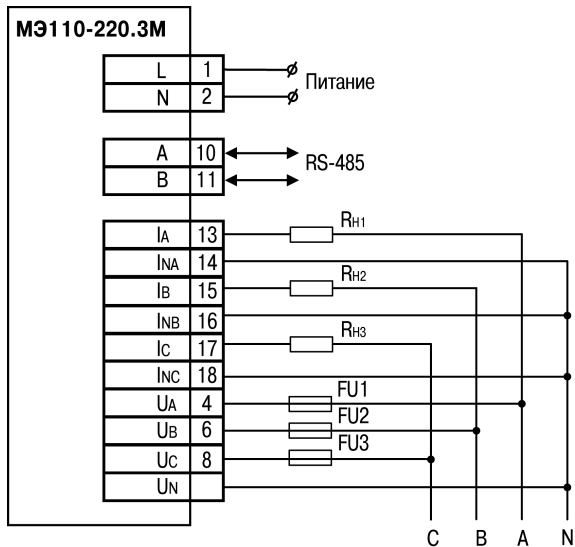 МЭ110-220.3М
L 1
N 2
Питание
A 10
B 11
RS-485
IA 13
INA 14
IB 15
INB 16
IC 17
INC 18
UA 4
UB 6
UC 8
UN
RН1
RН2
RН3
FU1
FU2
FU3
C B A N